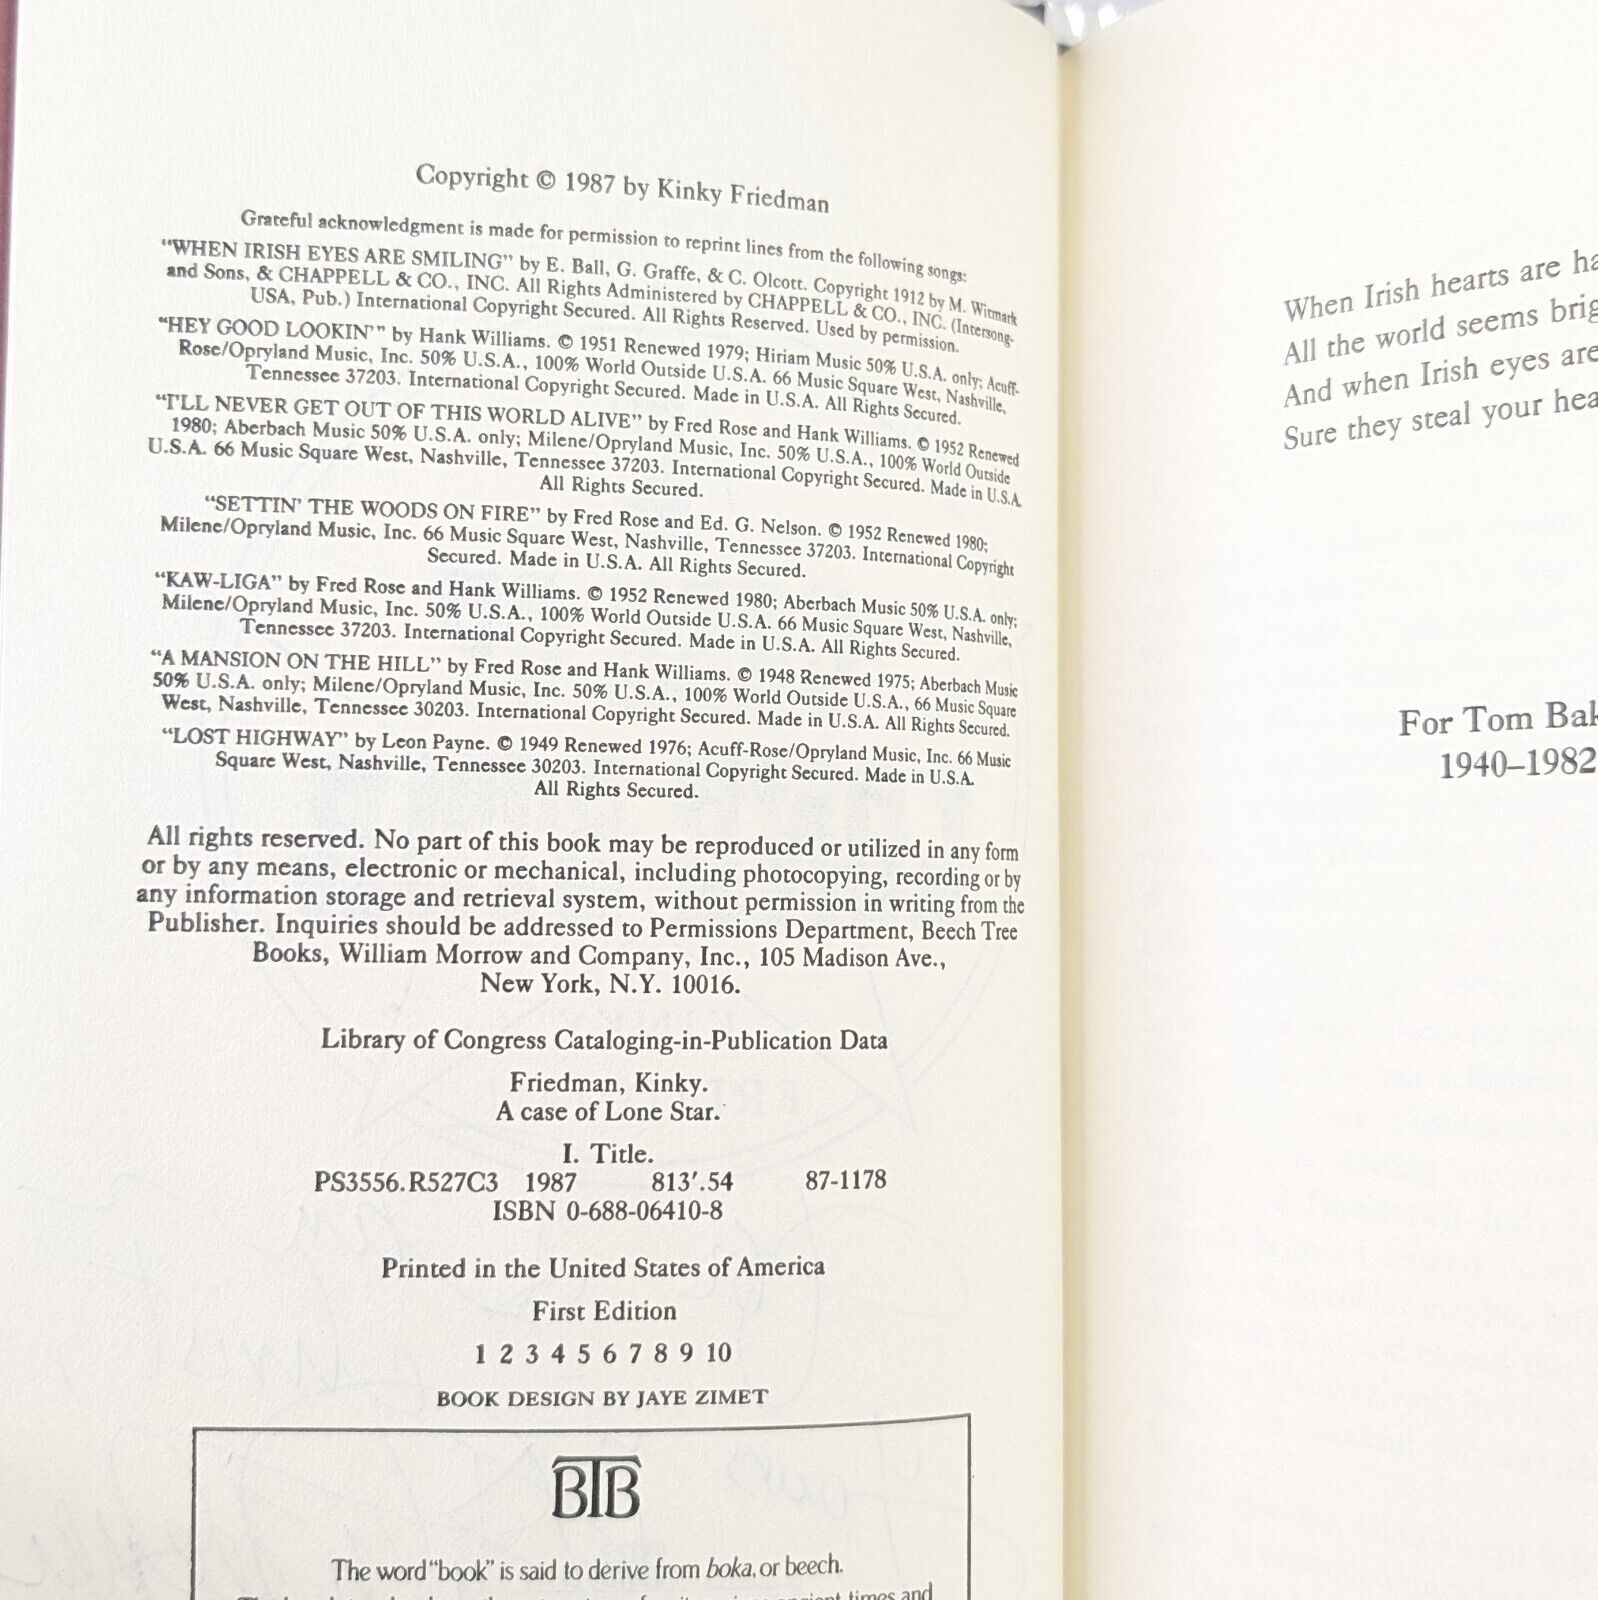 Copyright © 1987 by Kinky Friedman
Grateful acknowledgment is made for permission to reprint lines from the following songs:
"WHEN IRISH EYES ARE SMILING" by E. Ball, G. Graffe, & C. Olcott. Copyright 1912 by M. Witmark
and Sons, & CHAPPELL & CO., INC. All Rights Administered by CHAPPELL & CO., INC. (Intersong-
USA, Pub.) International Copyright Secured. All Rights Reserved. Used by permission.
"HEY GOOD LOOKIN'" by Hank Williams. © 1951 Renewed 1979; Hiriam Music 50% U.S.A. only; Acuff-
Rose/Opryland Music, Inc. 50% U.S.A., 100% World Outside U.S.A. 66 Music Square West, Nashville,
Tennessee 37203. International Copyright Secured. Made in U.S.A. All Rights Secured.
"I'LL NEVER GET OUT OF THIS WORLD ALIVE" by Fred Rose and Hank Williams. © 1952 Renewed
1980; Aberbach Music 50% U.S.A. only; Milene/Opryland Music, Inc. 50% U.S.A., 100% World Outside
U.S.A. 66 Music Square West, Nashville, Tennessee 37203. International Copyright Secured. Made in U.S.A.
All Rights Secured.
"SETTIN' THE WOODS ON FIRE" by Fred Rose and Ed. G. Nelson. © 1952 Renewed 1980;
Milene/Opryland Music, Inc. 66 Music Square West, Nashville, Tennessee 37203. International Copyright
Secured. Made in U.S.A. All Rights Secured.
"KAW-LIGA" by Fred Rose and Hank Williams. © 1952 Renewed 1980; Aberbach Music 50% U.S.A. only;
Milene/Opryland Music, Inc. 50% U.S.A., 100% World Outside U.S.A. 66 Music Square West, Nashville,
Tennessee 37203. International Copyright Secured. Made in U.S.A. All Rights Secured.
"A MANSION ON THE HILL" by Fred Rose and Hank Williams. © 1948 Renewed 1975; Aberbach Music
50% U.S.A. only; Milene/Opryland Music, Inc. 50% U.S.A., 100% World Outside U.S.A., 66 Music Square
West, Nashville, Tennessee 30203. International Copyright Secured. Made in U.S.A. All Rights Secured.
"LOST HIGHWAY" by Leon Payne. © 1949 Renewed 1976; Acuff-Rose/Opryland Music, Inc. 66 Music
Square West, Nashville, Tennessee 30203. International Copyright Secured. Made in U.S.A.
All Rights Secured.
All rights reserved. No part of this book may be reproduced or utilized in any form
or by any means, electronic or mechanical, including photocopying, recording or by
any information storage and retrieval system, without permission in writing from the
Publisher. Inquiries should be addressed to Permissions Department, Beech Tree
Books, William Morrow and Company, Inc., 105 Madison Ave.,
New York, N.Y. 10016.
Library of Congress Cataloging-in-Publication Data
Friedman, Kinky.
A case of Lone Star.
I. Title.
PS3556.R527C3 1987 813'.54 87-1178
ISBN 0-688-06410-8
Printed in the United States of America
First Edition
1 2 3 4 5 6 7 8 9 10
BOOK DESIGN BY JAYE ZIMET
BTB
The word "book" is said to derive from boka, or beech.
When Irish hearts are ha
All the world seems brig
And when Irish eyes are
Sure they steal your hea
For Tom Bak
1940–1982